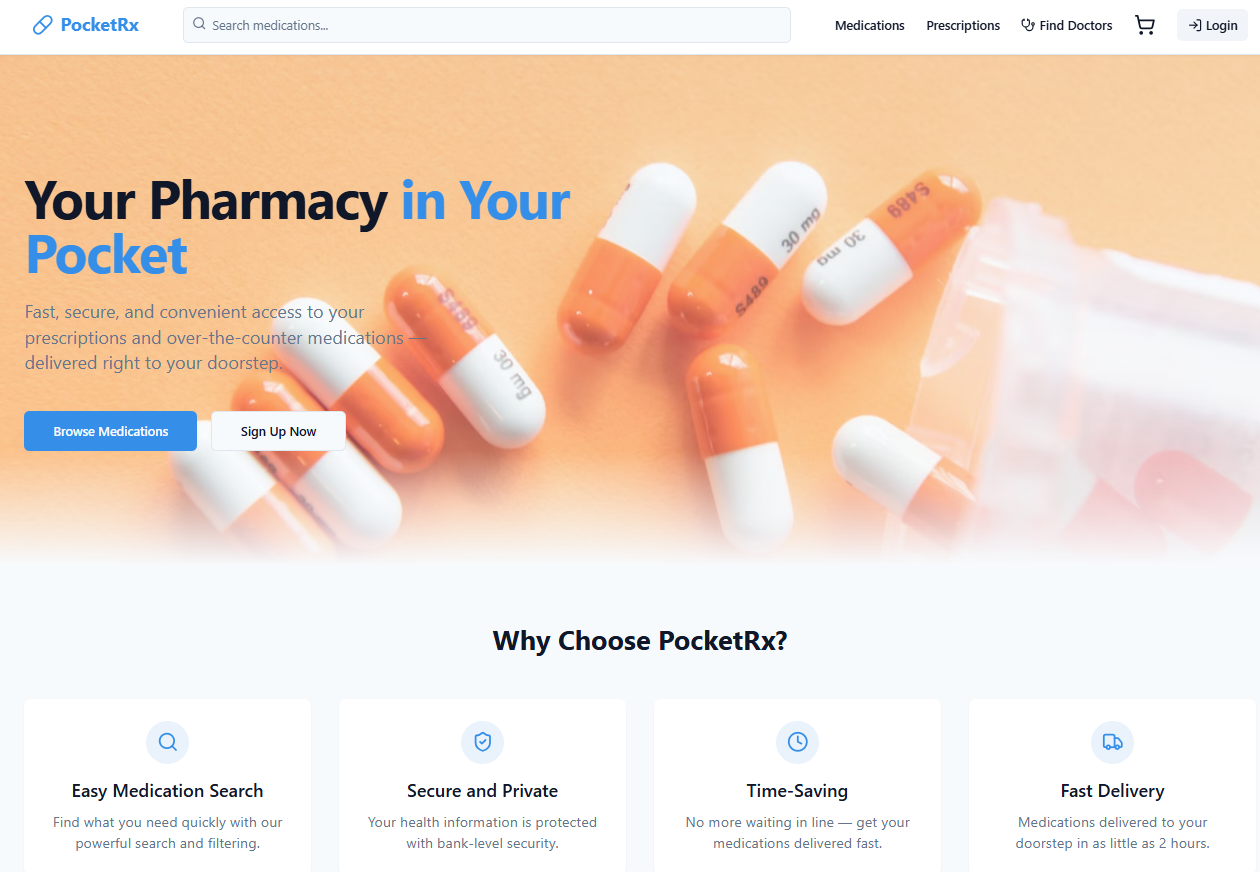 PocketRx
Search medications...
Medications
Prescriptions
Find Doctors
Login
Your Pharmacy in Your
Pocket
Fast, secure, and convenient access to your
prescriptions and over-the-counter medications —
delivered right to your doorstep.
Browse Medications
Sign Up Now
S489
30 mg
S489
30 mg
S489
30 mg
Why Choose PocketRx?
Easy Medication Search
Find what you need quickly with our
powerful search and filtering.
Secure and Private
Your health information is protected
with bank-level security.
Time-Saving
No more waiting in line — get your
medications delivered fast.
Fast Delivery
Medications delivered to your
doorstep in as little as 2 hours.